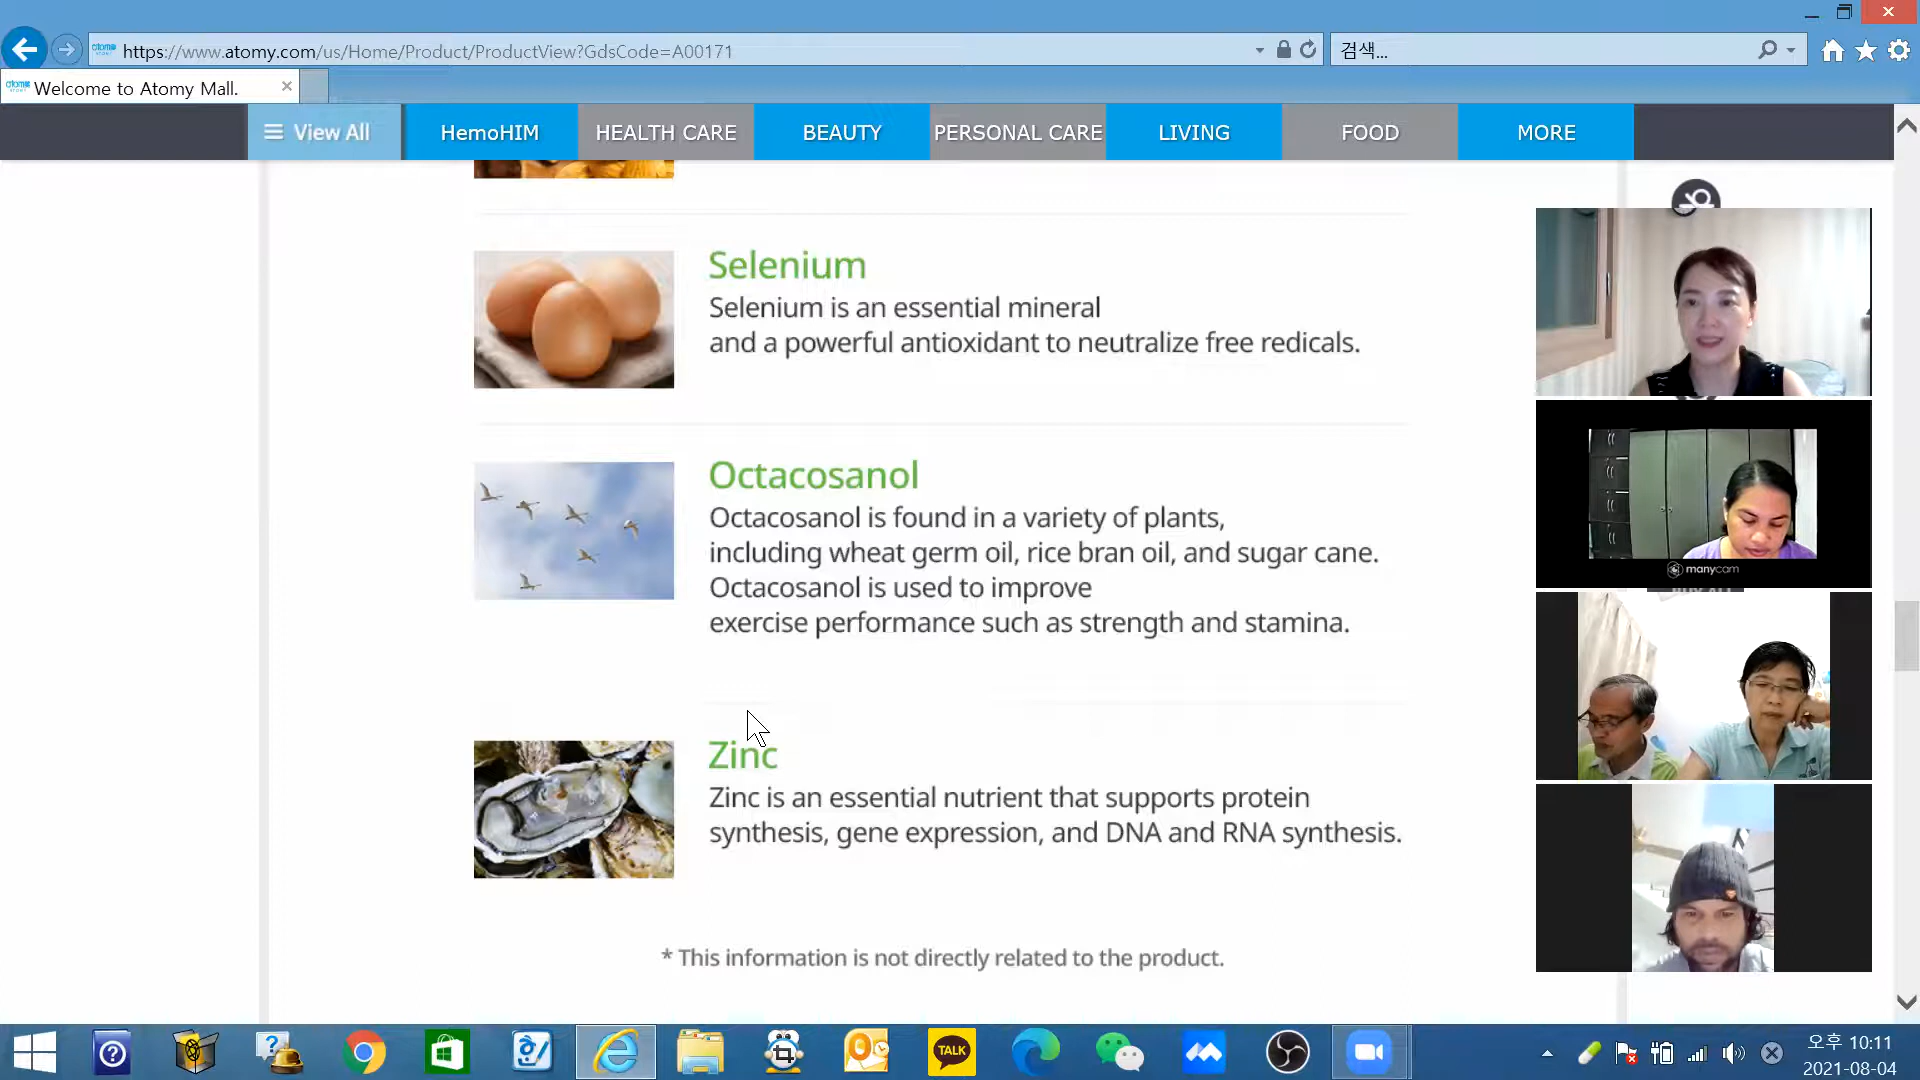 https://www.atomy.com/us/Home/Product/ProductView?GdsCode=A00171
검색...
Welcome to Atomy Mall.
View All
HemoHIM
HEALTH CARE
BEAUTY
PERSONAL CARE
LIVING
FOOD
MORE
Selenium
Selenium is an essential mineral
and a powerful antioxidant to neutralize free redicals.
Octacosanol
Octacosanol is found in a variety of plants,
including wheat germ oil, rice bran oil, and sugar cane.
Octacosanol is used to improve
exercise performance such as strength and stamina.
Zinc
Zinc is an essential nutrient that supports protein
synthesis, gene expression, and DNA and RNA synthesis.
* This information is not directly related to the product.
manycam
TALK
오후 10:11
2021-08-04